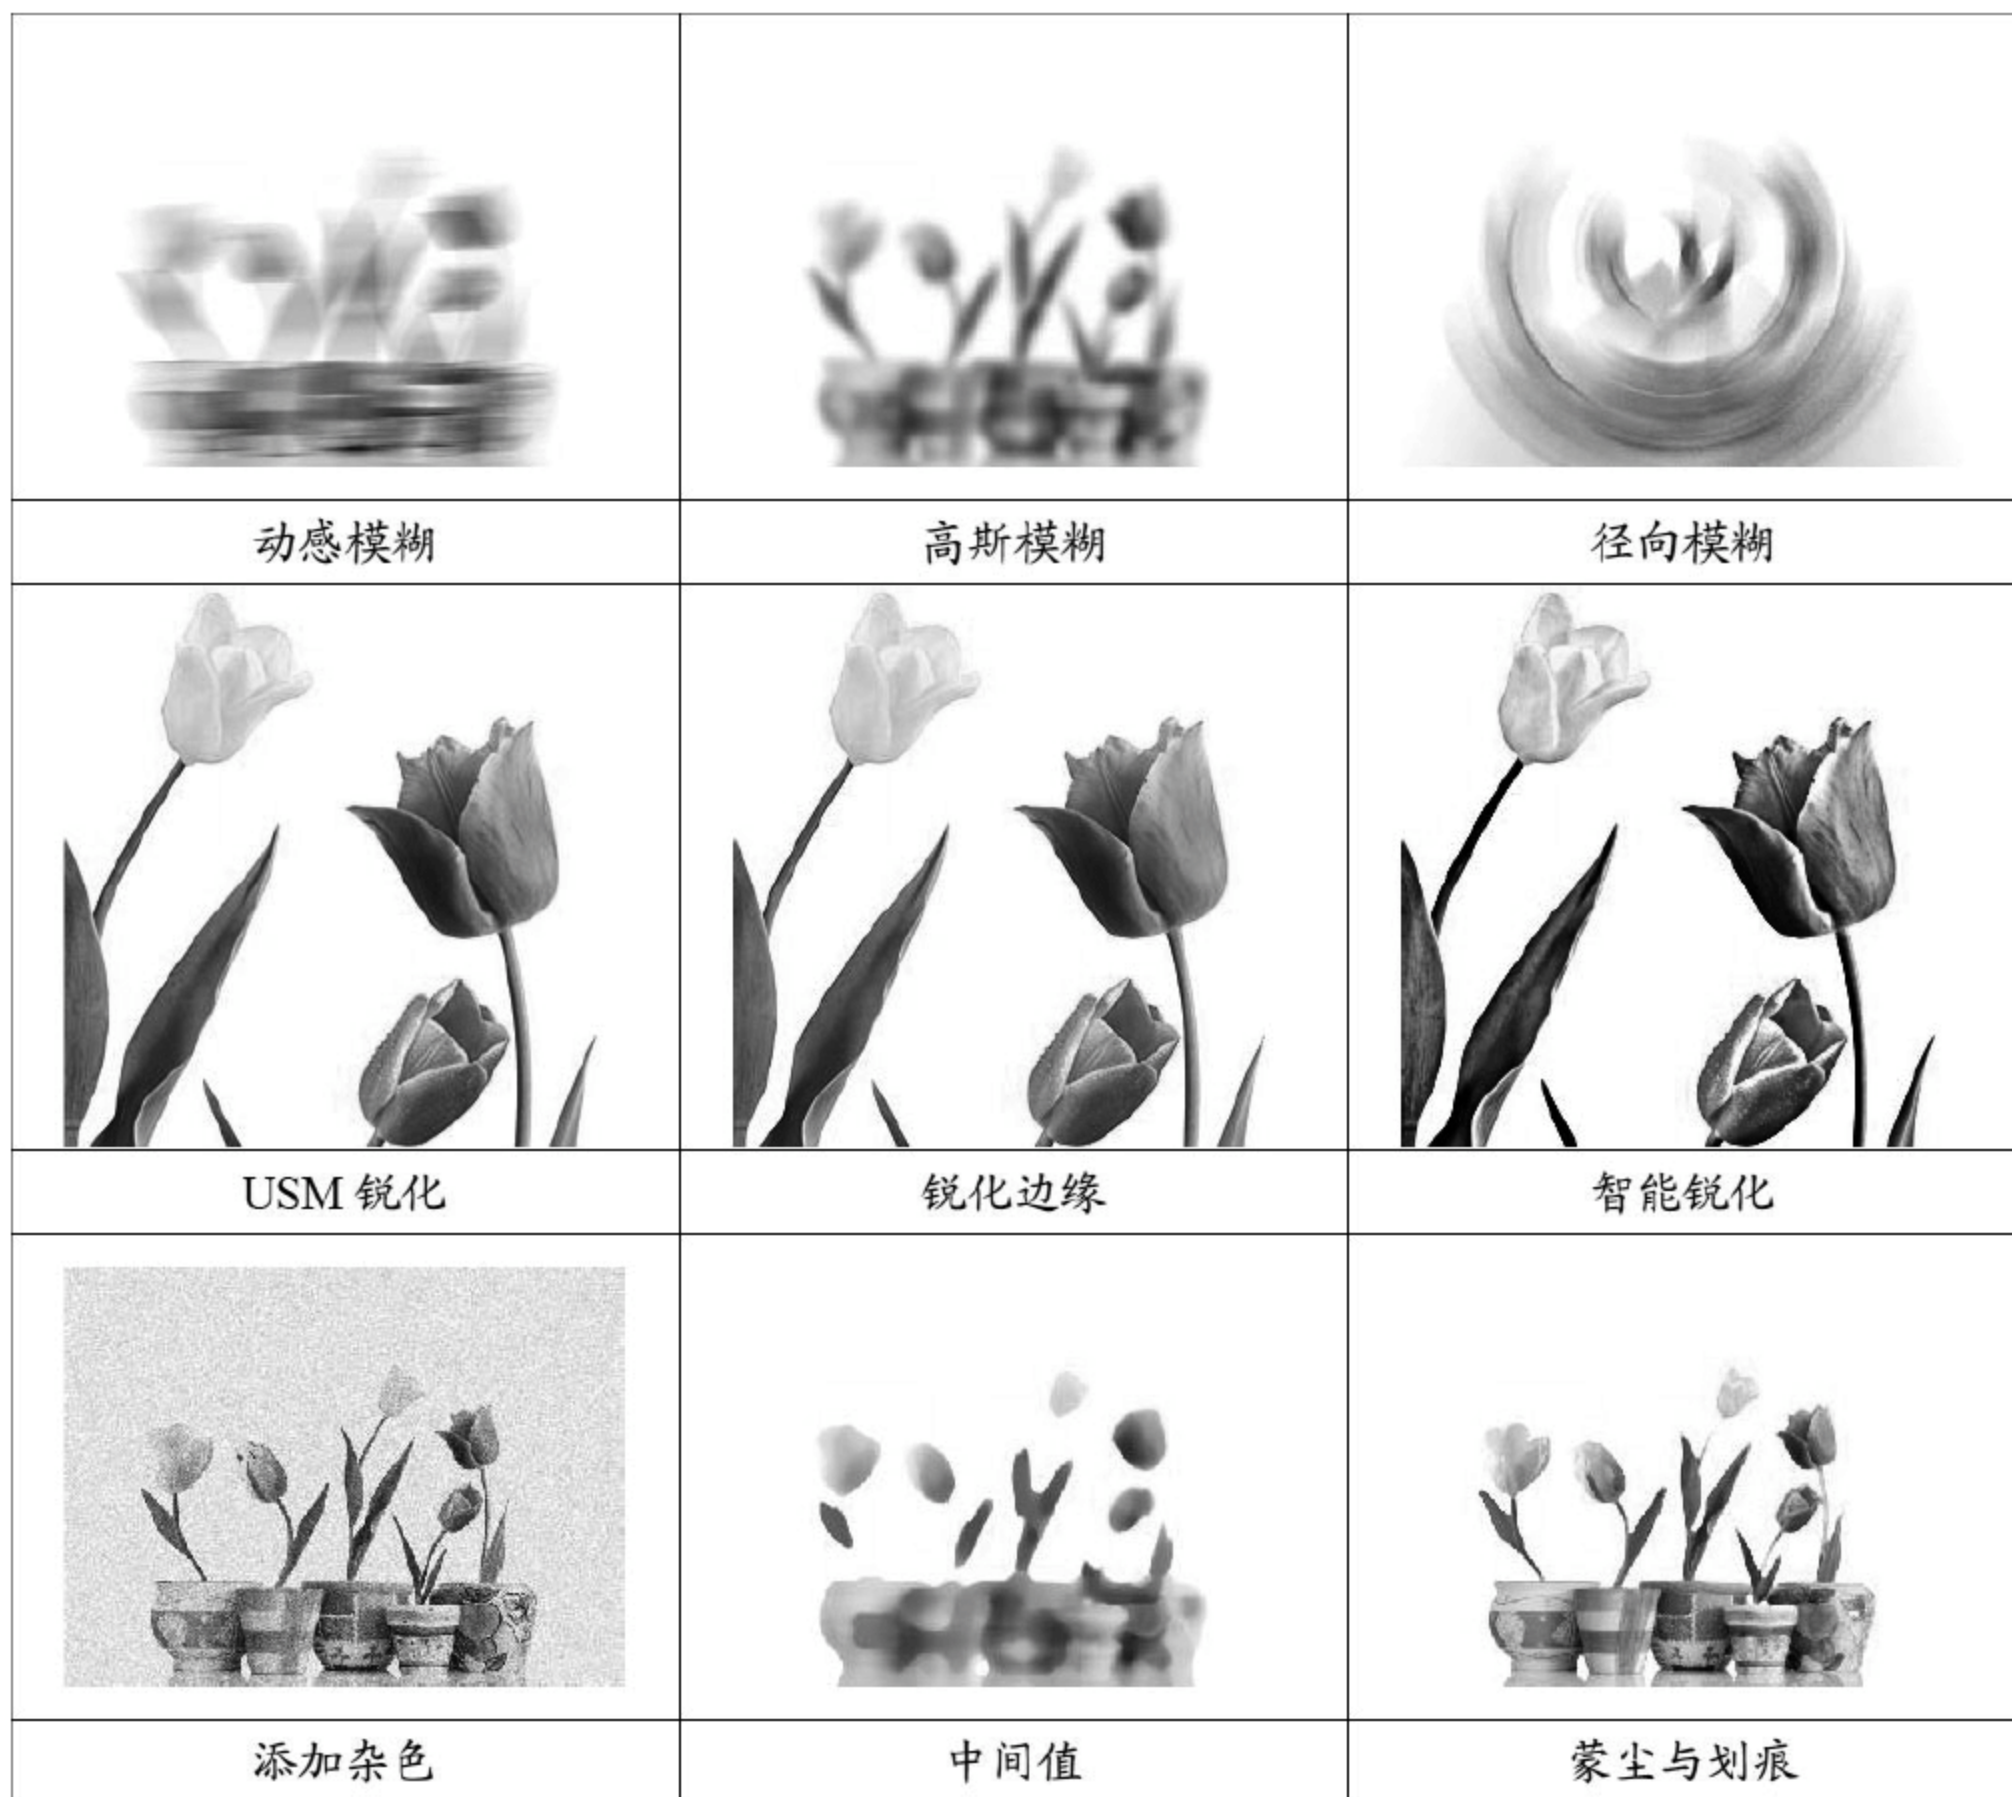 动感模糊
高斯模糊
径向模糊
USM 锐化
锐化边缘
智能锐化
添加杂色
中间值
蒙尘与划痕